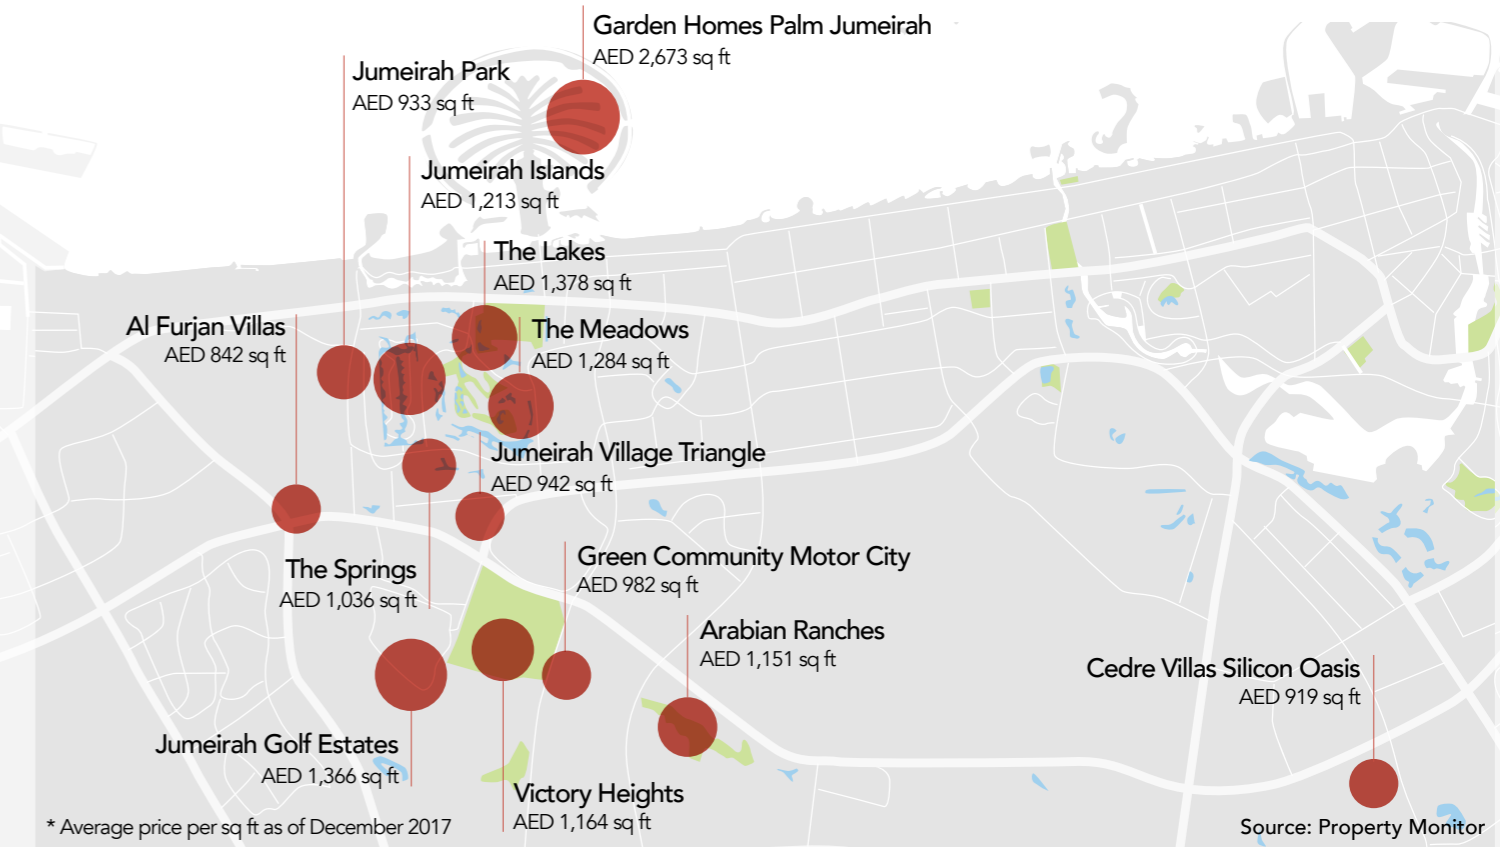 Garden Homes Palm Jumeirah
AED 2,673 sq ft
Jumeirah Park
AED 933 sq ft
Jumeirah Islands
AED 1,213 sq ft
The Lakes
AED 1,378 sq ft
Al Furjan Villas
AED 842 sq ft
The Meadows
AED 1,284 sq ft
Jumeirah Village Triangle
AED 942 sq ft
The Springs
AED 1,036 sq ft
Green Community Motor City
AED 982 sq ft
Arabian Ranches
AED 1,151 sq ft
Cedre Villas Silicon Oasis
AED 919 sq ft
Jumeirah Golf Estates
AED 1,366 sq ft
Victory Heights
AED 1,164 sq ft
* Average price per sq ft as of December 2017
Source: Property Monitor